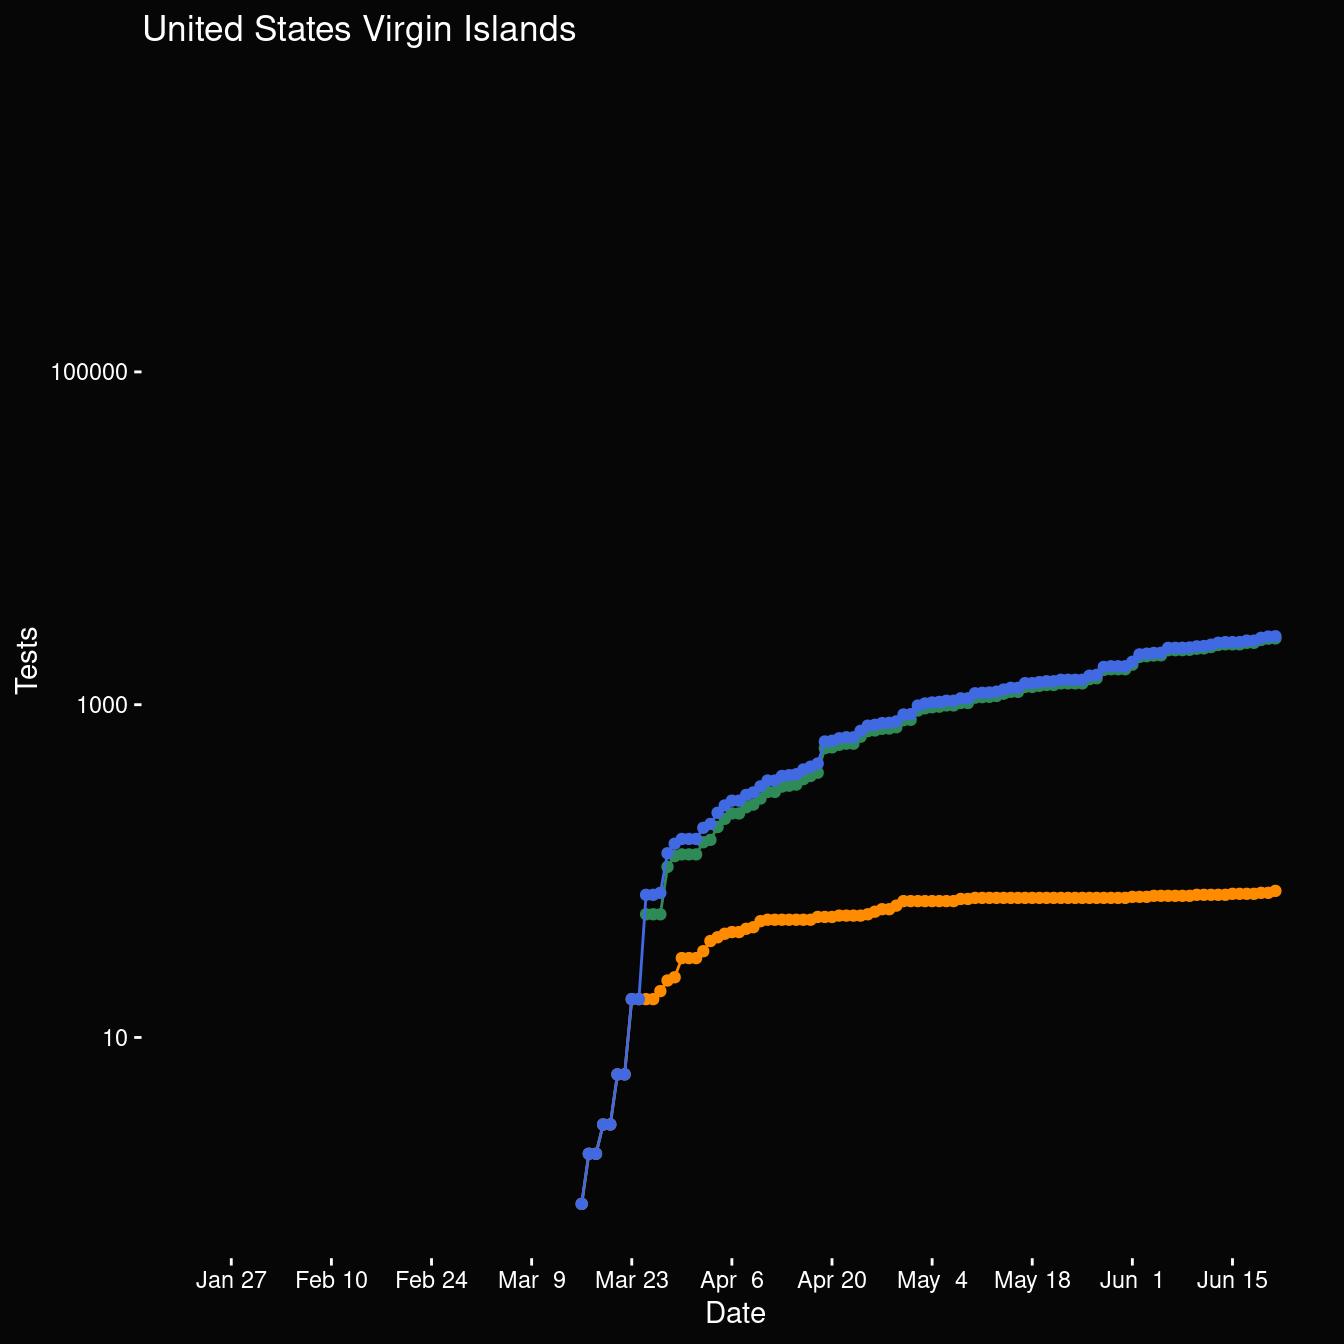 United States Virgin Islands
100000
1000
10
Tests
Jan 27 Feb 10 Feb 24 Mar  9 Mar 23 Apr  6 Apr 20 May  4 May 18 Jun  1 Jun 15
Date